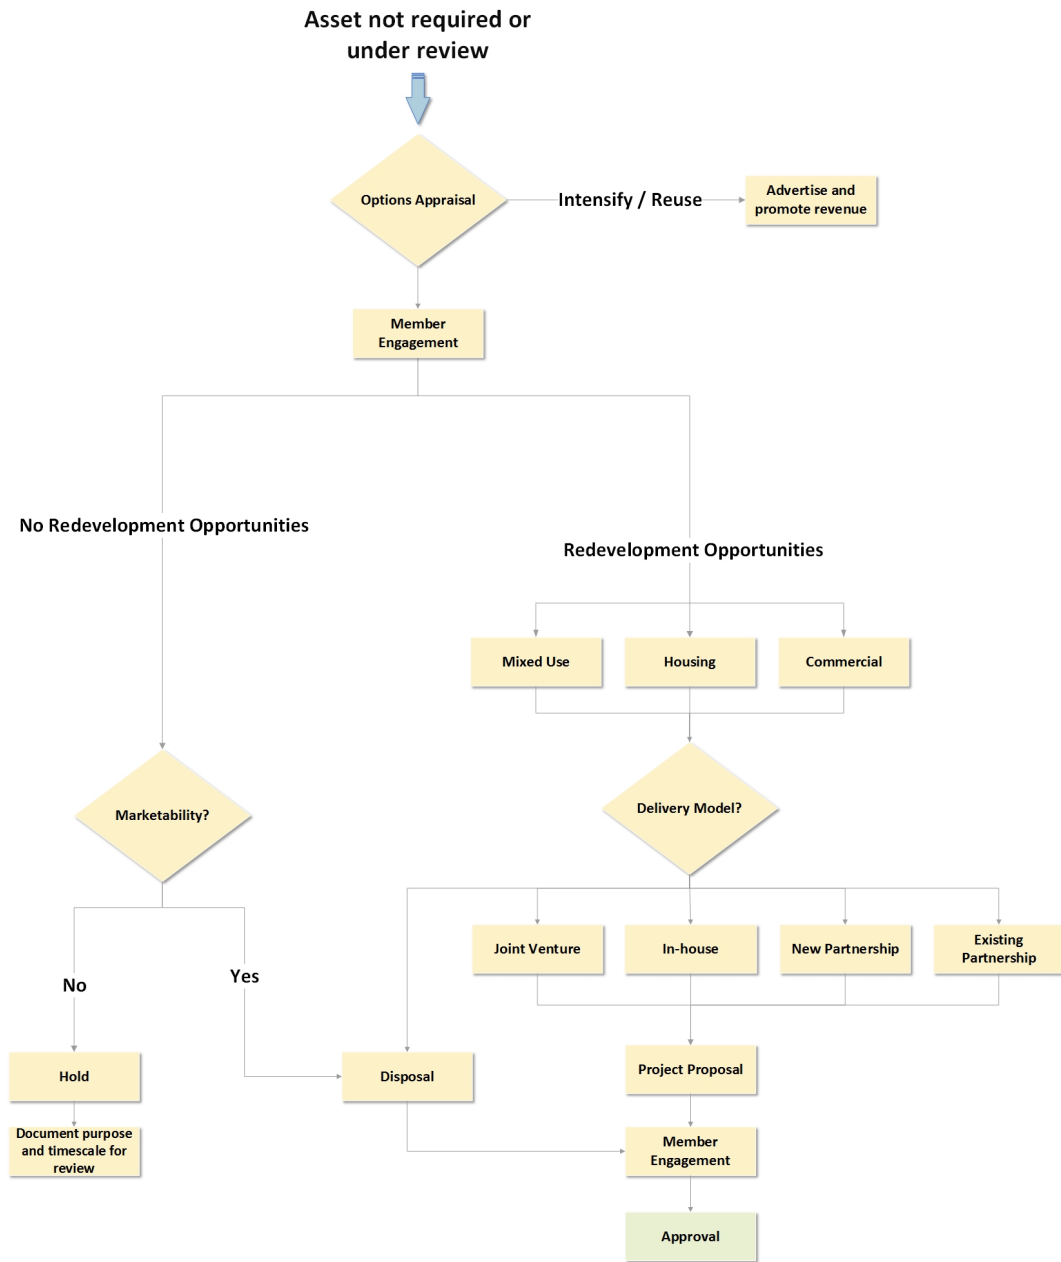 Asset not required or
under review
Options Appraisal
Intensify / Reuse
Advertise and
promote revenue
Member
Engagement
No Redevelopment Opportunities
Redevelopment Opportunities
Mixed Use
Housing
Commercial
Marketability?
Delivery Model?
Joint Venture
In-house
New Partnership
Existing
Partnership
No
Yes
Hold
Disposal
Project Proposal
Document purpose
and timescale for
review
Member
Engagement
Approval